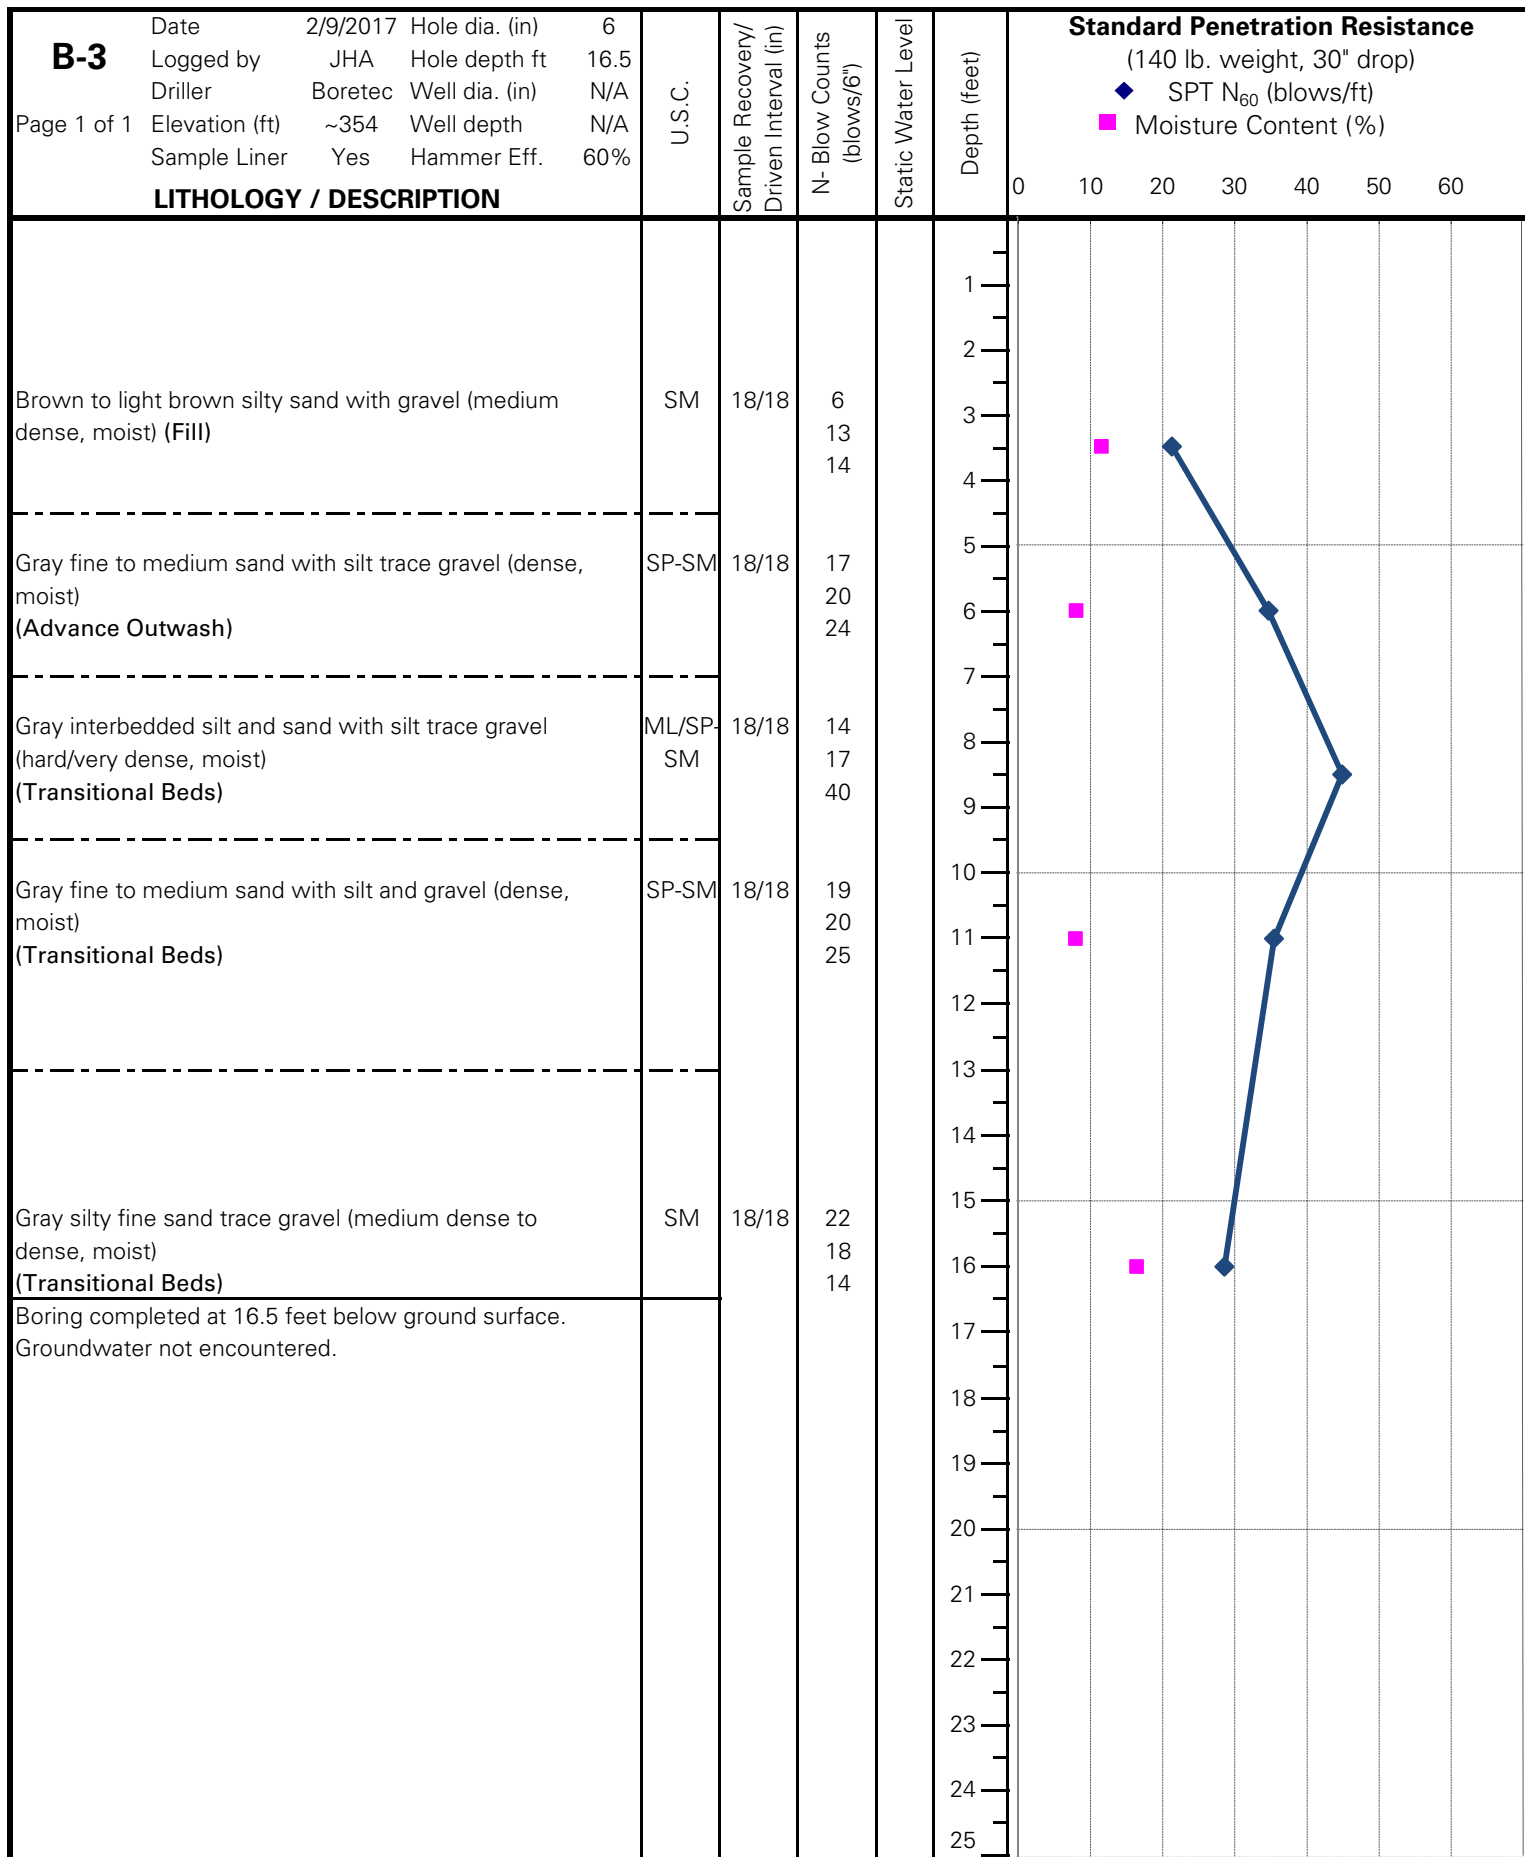 B-3
Page 1 of 1
Date 2/9/2017 Hole dia. (in) 6
Logged by JHA Hole depth ft 16.5
Driller Boretec Well dia. (in) N/A
Elevation (ft) ~354 Well depth N/A
Sample Liner Yes Hammer Eff. 60%
LITHOLOGY / DESCRIPTION
U.S.C.
Sample Recovery/
Driven Interval (in)
N- Blow Counts
(blows/6")
Static Water Level
Depth (feet)
Standard Penetration Resistance
(140 lb. weight, 30" drop)
SPT N60 (blows/ft)
Moisture Content (%)
0 10 20 30 40 50 60
1
2
Brown to light brown silty sand with gravel (medium SM 18/18 6
3
dense, moist) (Fill) 13
14
4
5
Gray fine to medium sand with silt trace gravel (dense, SP-SM 18/18 17
moist) 20
6
(Advance Outwash) 24
7
Gray interbedded silt and sand with silt trace gravel ML/SP- 18/18 14
8
(hard/very dense, moist) SM 17
(Transitional Beds) 40
9
10
Gray fine to medium sand with silt and gravel (dense, SP-SM 18/18 19
moist) 20
11
(Transitional Beds) 25
12
13
14
15
Gray silty fine sand trace gravel (medium dense to SM 18/18 22
dense, moist) 18
16
(Transitional Beds) 14
Boring completed at 16.5 feet below ground surface.
17
Groundwater not encountered.
18
19
20
21
22
23
24
25